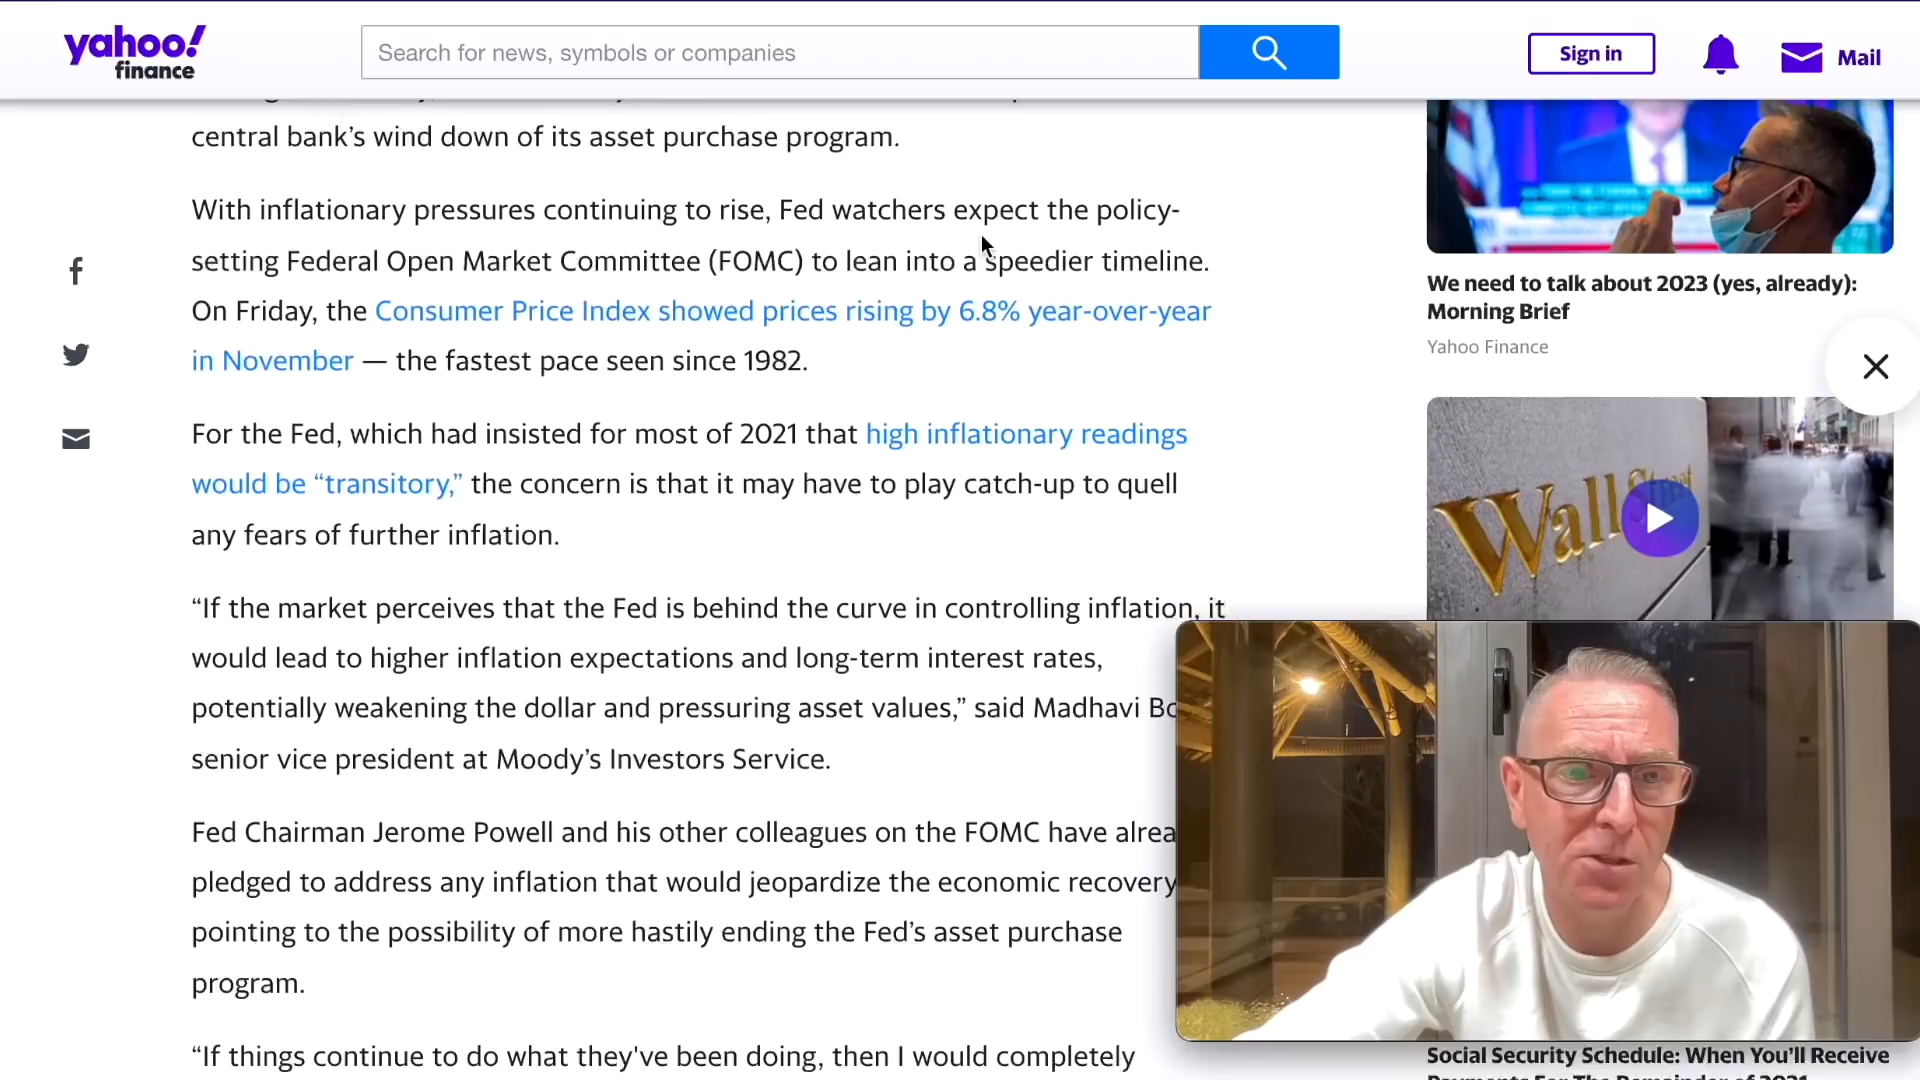 yahoo!
finance
Search for news, symbols or companies
Sign in
Mail
central bank’s wind down of its asset purchase program.
With inflationary pressures continuing to rise, Fed watchers expect the policy-
setting Federal Open Market Committee (FOMC) to lean into a speedier timeline.
On Friday, the Consumer Price Index showed prices rising by 6.8% year-over-year
in November — the fastest pace seen since 1982.
For the Fed, which had insisted for most of 2021 that high inflationary readings
would be “transitory,” the concern is that it may have to play catch-up to quell
any fears of further inflation.
“If the market perceives that the Fed is behind the curve in controlling inflation, it
would lead to higher inflation expectations and long-term interest rates,
potentially weakening the dollar and pressuring asset values,” said Madhavi
senior vice president at Moody’s Investors Service.
Fed Chairman Jerome Powell and his other colleagues on the FOMC have
pledged to address any inflation that would jeopardize the economic recovery
pointing to the possibility of more hastily ending the Fed’s asset purchase
program.
“If things continue to do what they've been doing, then I would completely
We need to talk about 2023 (yes, already):
Morning Brief
Yahoo Finance
Wall Street
Social Security Schedule: When You’ll Receive
Payments For The Remainder of 2021